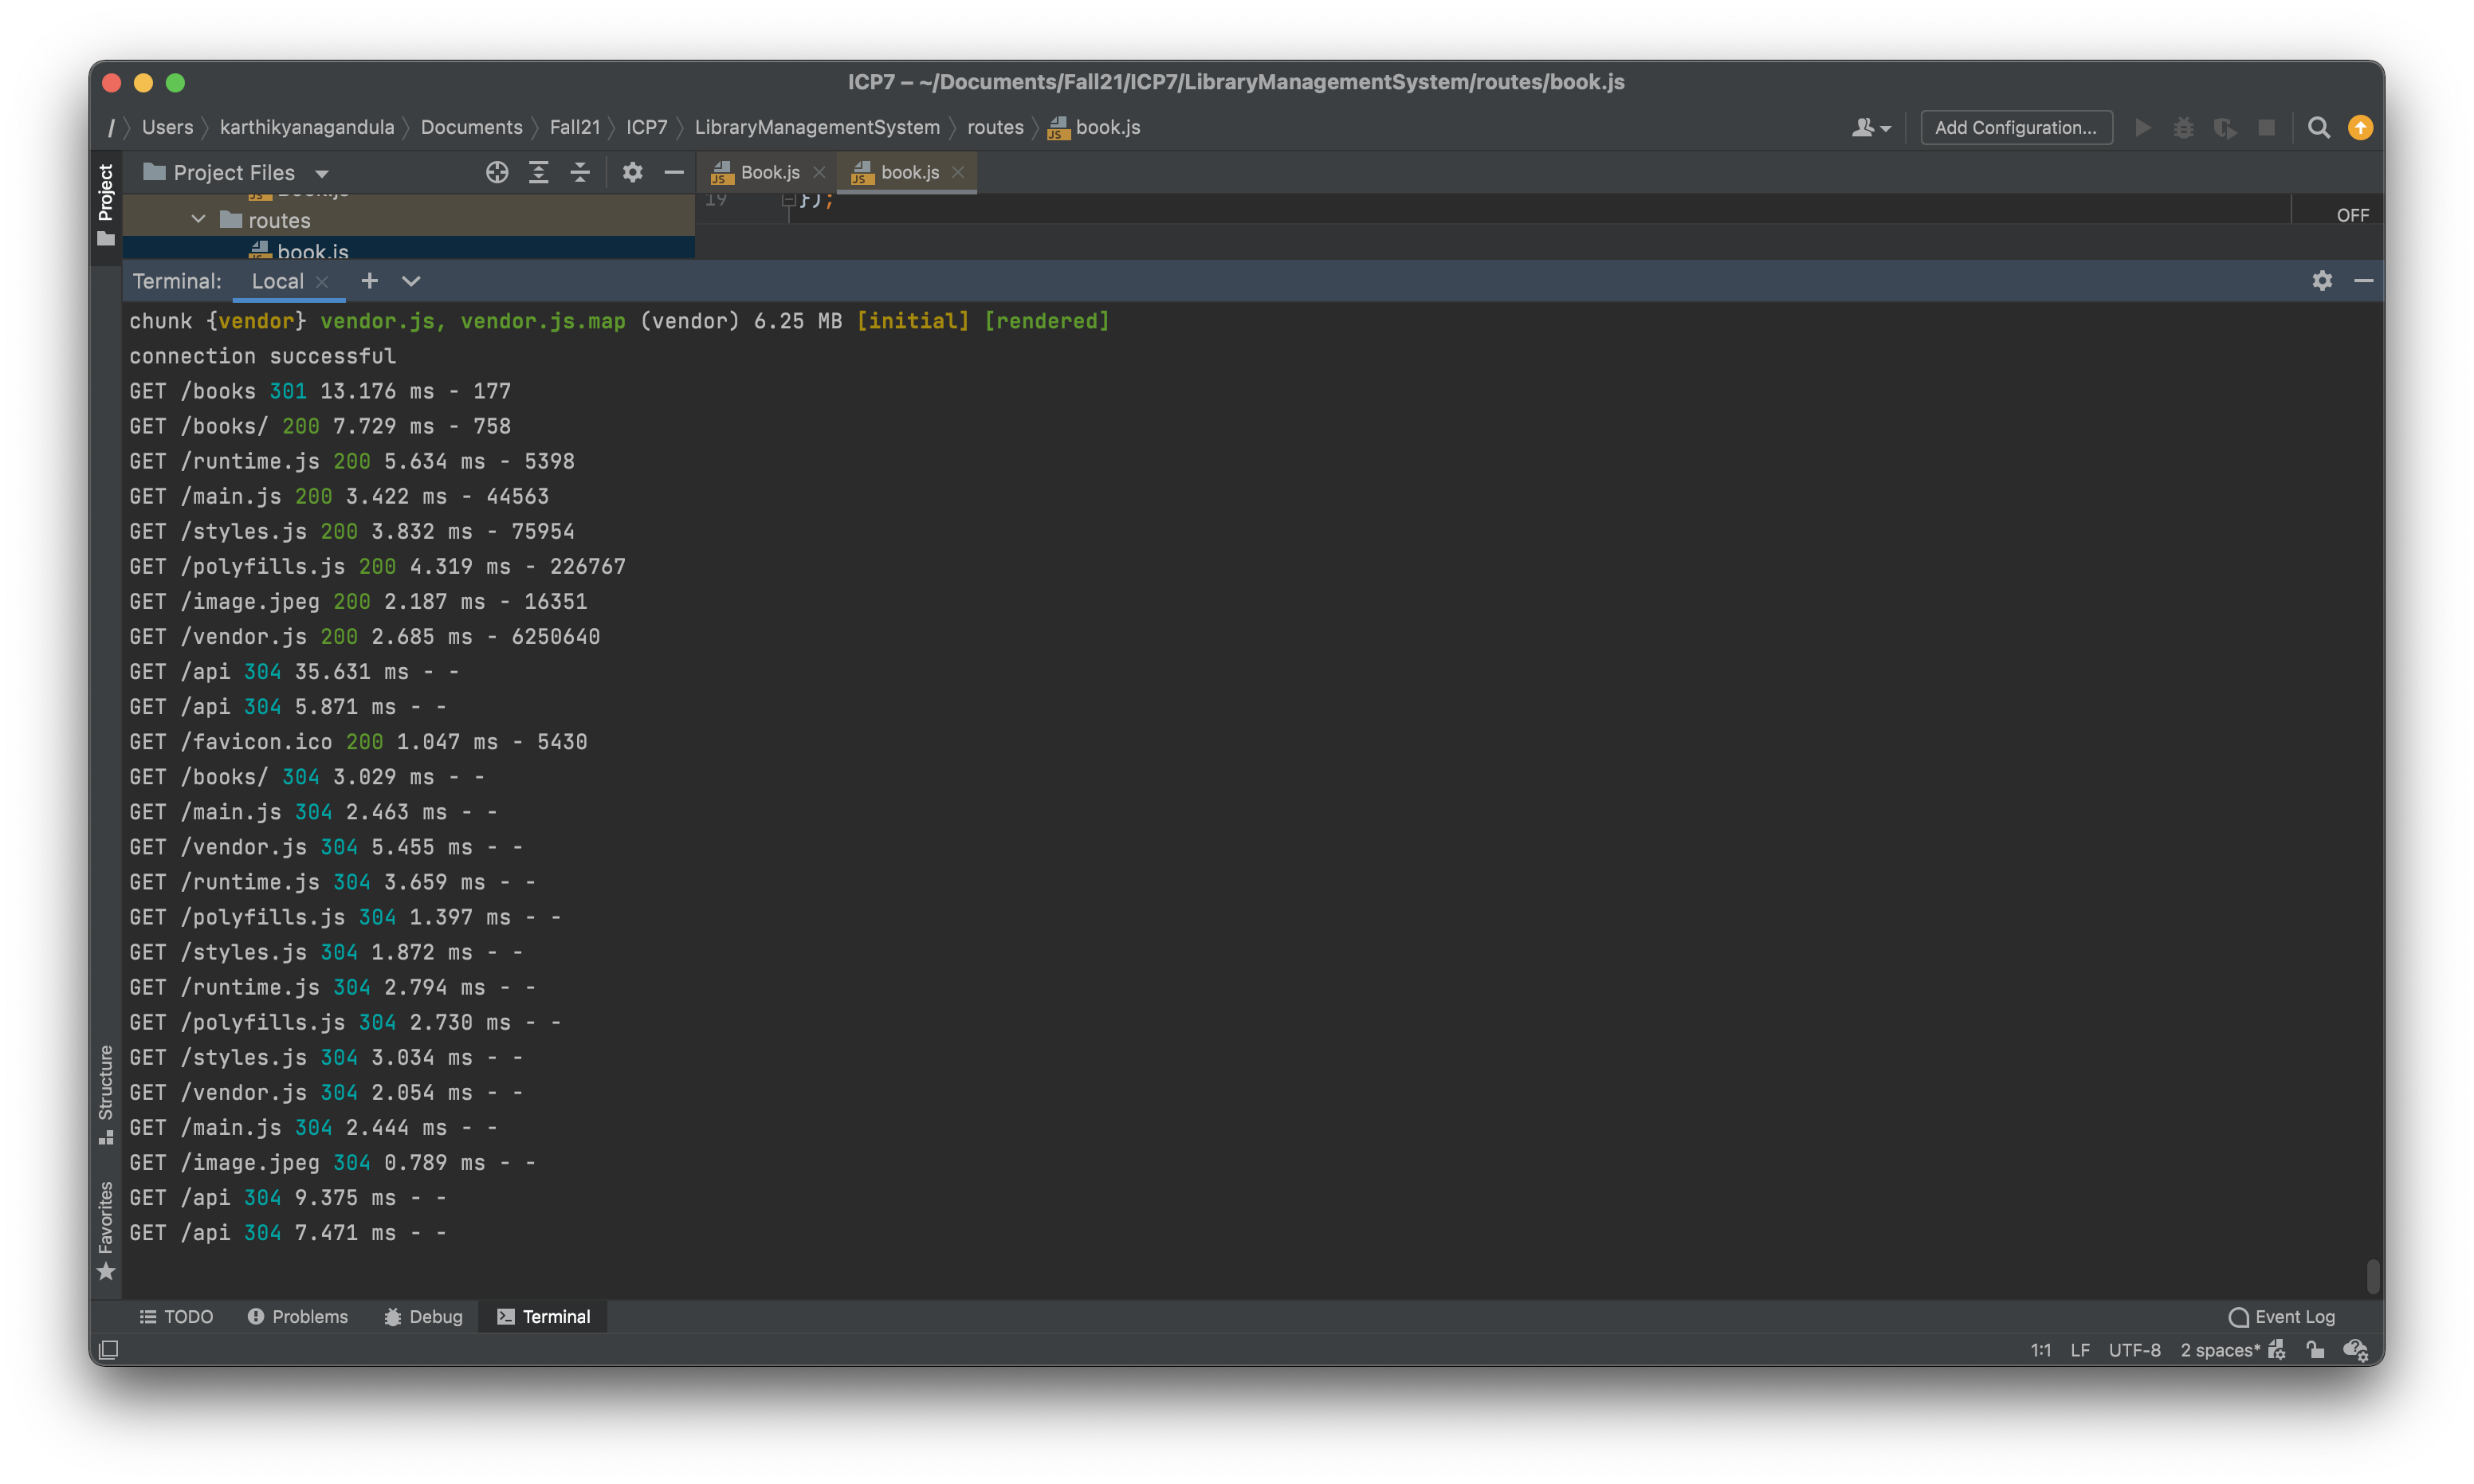 ICP7 – ~/Documents/Fall21/ICP7/LibraryManagementSystem/routes/book.js
/ Users karthikyanagandula Documents Fall21 ICP7 LibraryManagementSystem routes book.js Add Configuration...
Project Project Files Book.js book.js
Book.js 19 });
routes OFF
book.js
Terminal: Local
chunk {vendor} vendor.js, vendor.js.map (vendor) 6.25 MB [initial] [rendered]
connection successful
GET /books 301 13.176 ms - 177
GET /books/ 200 7.729 ms - 758
GET /runtime.js 200 5.634 ms - 5398
GET /main.js 200 3.422 ms - 44563
GET /styles.js 200 3.832 ms - 75954
GET /polyfills.js 200 4.319 ms - 226767
GET /image.jpeg 200 2.187 ms - 16351
GET /vendor.js 200 2.685 ms - 6250640
GET /api 304 35.631 ms - -
GET /api 304 5.871 ms - -
GET /favicon.ico 200 1.047 ms - 5430
GET /books/ 304 3.029 ms - -
GET /main.js 304 2.463 ms - -
GET /vendor.js 304 5.455 ms - -
GET /runtime.js 304 3.659 ms - -
GET /polyfills.js 304 1.397 ms - -
GET /styles.js 304 1.872 ms - -
GET /runtime.js 304 2.794 ms - -
GET /polyfills.js 304 2.730 ms - -
GET /styles.js 304 3.034 ms - -
GET /vendor.js 304 2.054 ms - -
GET /main.js 304 2.444 ms - -
GET /image.jpeg 304 0.789 ms - -
GET /api 304 9.375 ms - -
GET /api 304 7.471 ms - -
Structure
Favorites
TODO Problems Debug Terminal Event Log
1:1 LF UTF-8 2 spaces*